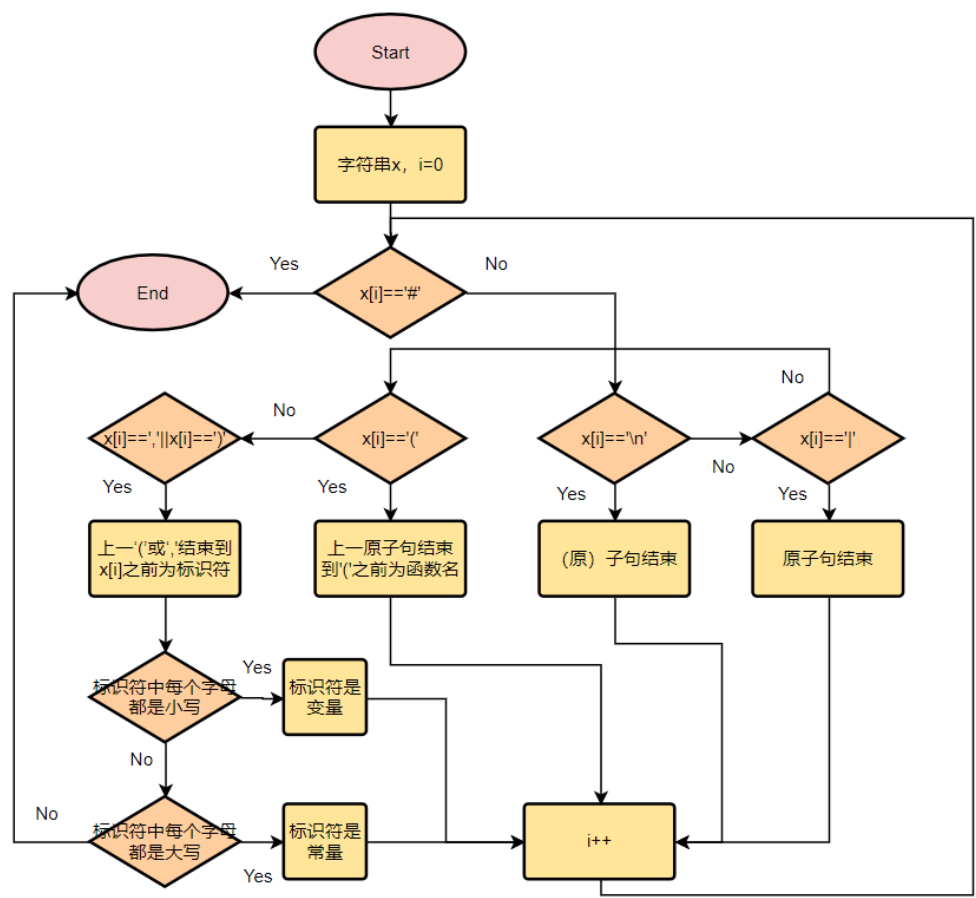 Start
字符串x，i=0
Yes
No
End
x[i]=='#'
No
No
x[i]==','||x[i]==')'
x[i]=='('
x[i]=='\n'
x[i]=='|'
No
Yes
Yes
Yes
Yes
上一‘(’或‘,’结束到
x[i]之前为标识符
上一原子句结束
到'('之前为函数名
（原）子句结束
原子句结束
标识符中每个字母
都是小写
Yes
标识符是
变量
No
No
标识符中每个字母
都是大写
标识符是
常量
i++
Yes